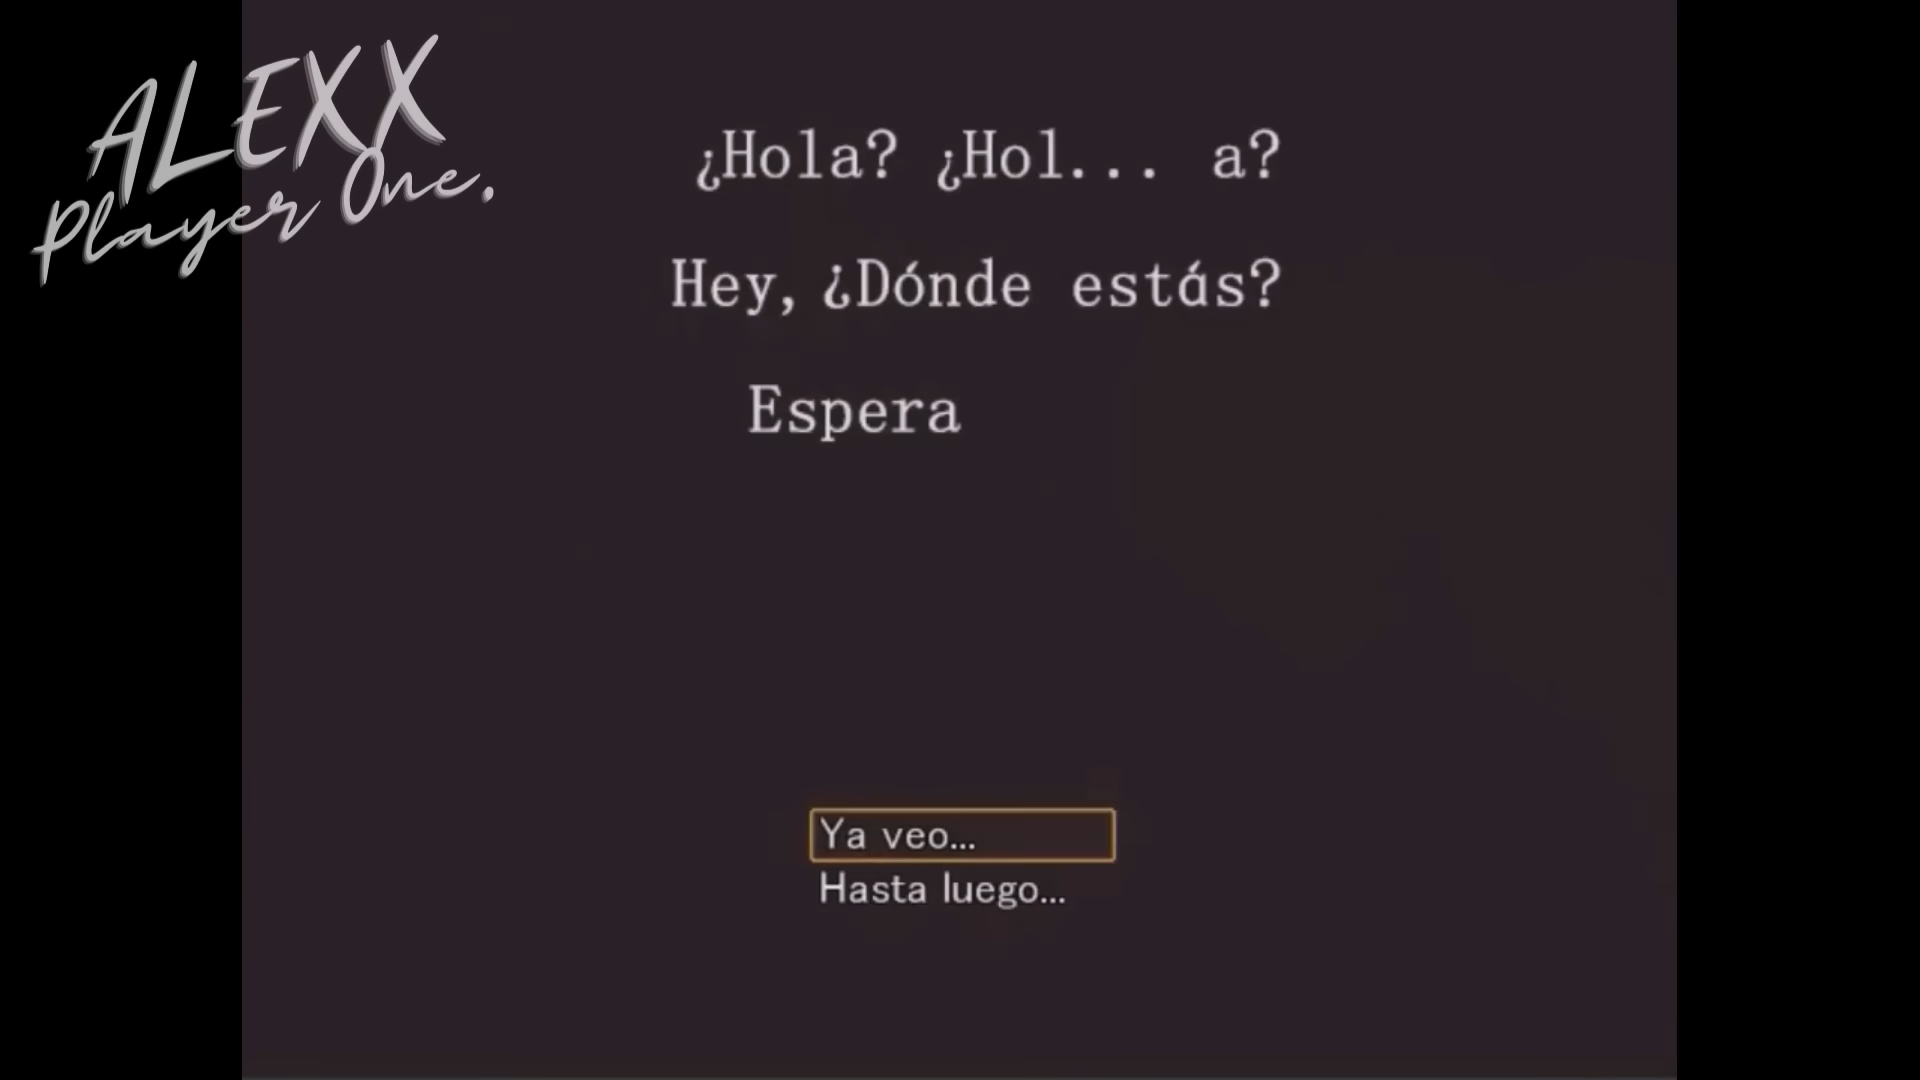 ALEXX
Player One.
¿Hola? ¿Hol... a?
Hey, ¿Dónde estás?
Espera
Ya veo...
Hasta luego...